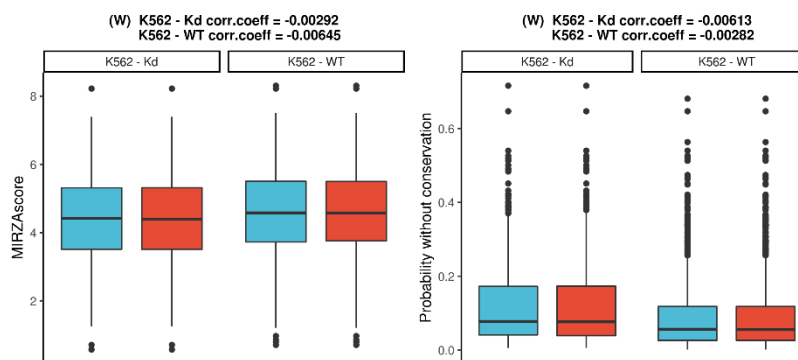 (W) K562 - Kd corr.coeff = -0.00292
K562 - WT corr.coeff = -0.00645
K562 - Kd
K562 - WT
MIRZAscore
8
6
4
2
(W) K562 - Kd corr.coeff = -0.00613
K562 - WT corr.coeff = -0.00282
K562 - Kd
K562 - WT
Probability without conservation
0.6
0.4
0.2
0.0